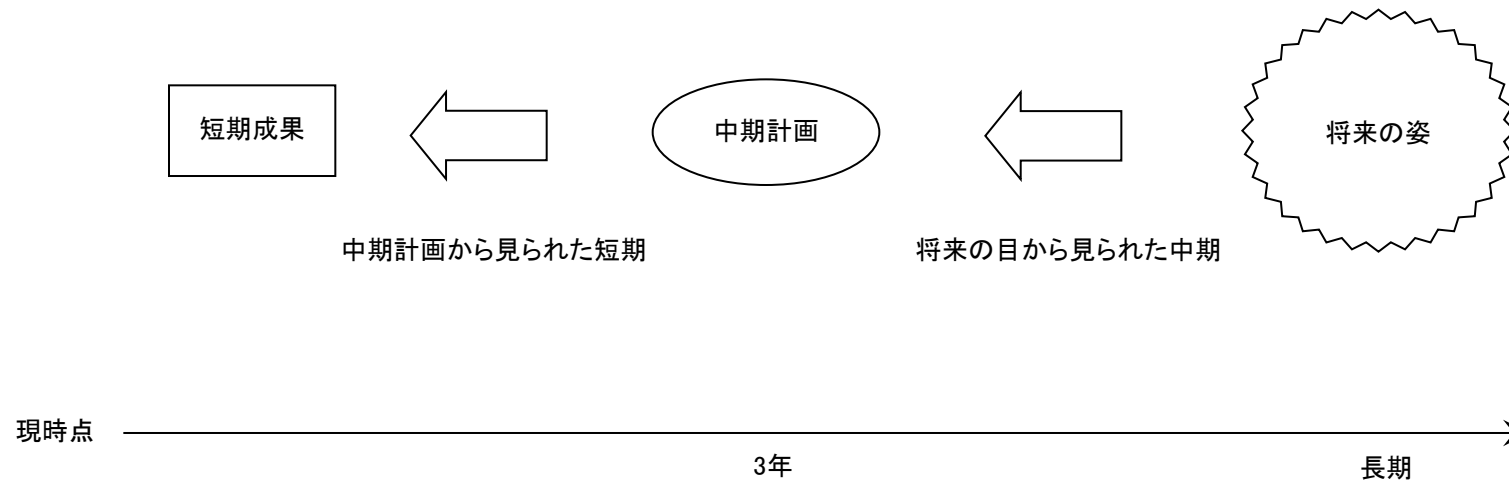 短期成果
中期計画
将来の姿
中期計画から見られた短期
将来の目から見られた中期
現時点
3年
長期